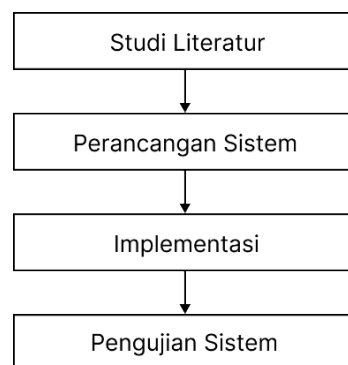 Studi Literatur
Perancangan Sistem
Implementasi
Pengujian Sistem